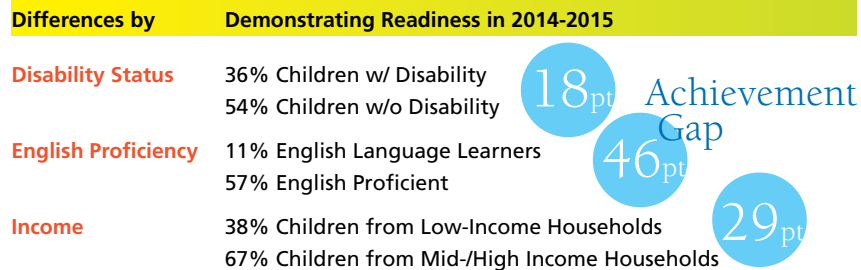 Differences by Demonstrating Readiness in 2014-2015
Disability Status 36% Children w/ Disability
54% Children w/o Disability
18pt
Achievement
Gap
English Proficiency 11% English Language Learners
57% English Proficient
46pt
Income 38% Children from Low-Income Households
67% Children from Mid-/High Income Households
29pt